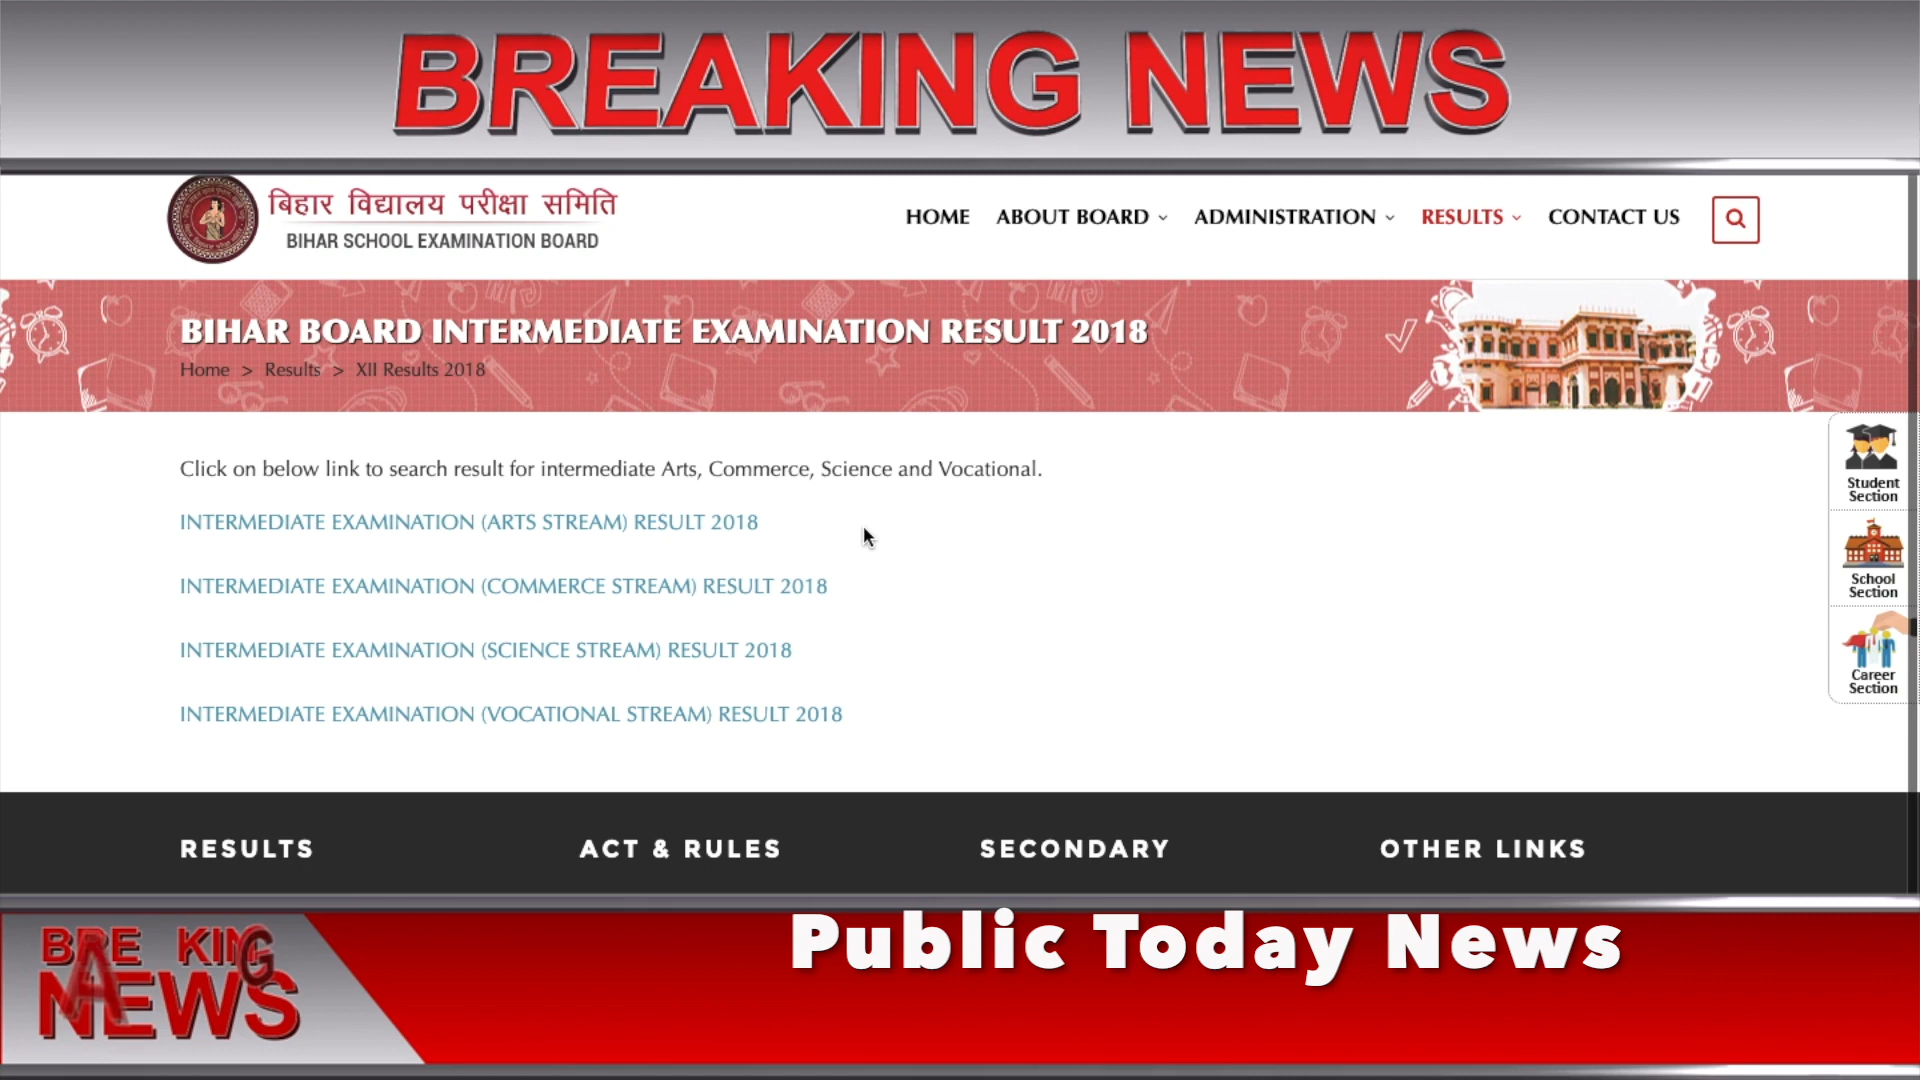 BREAKING NEWS
बिहार विद्यालय परीक्षा समिति
BIHAR SCHOOL EXAMINATION BOARD
HOME ABOUT BOARD ADMINISTRATION RESULTS CONTACT US
BIHAR BOARD INTERMEDIATE EXAMINATION RESULT 2018
Home > Results > XII Results 2018
Click on below link to search result for intermediate Arts, Commerce, Science and Vocational.
INTERMEDIATE EXAMINATION (ARTS STREAM) RESULT 2018
INTERMEDIATE EXAMINATION (COMMERCE STREAM) RESULT 2018
INTERMEDIATE EXAMINATION (SCIENCE STREAM) RESULT 2018
INTERMEDIATE EXAMINATION (VOCATIONAL STREAM) RESULT 2018
Student
Section
School
Section
Career
Section
RESULTS ACT & RULES SECONDARY OTHER LINKS
BREAKING
NEWS
Public Today News